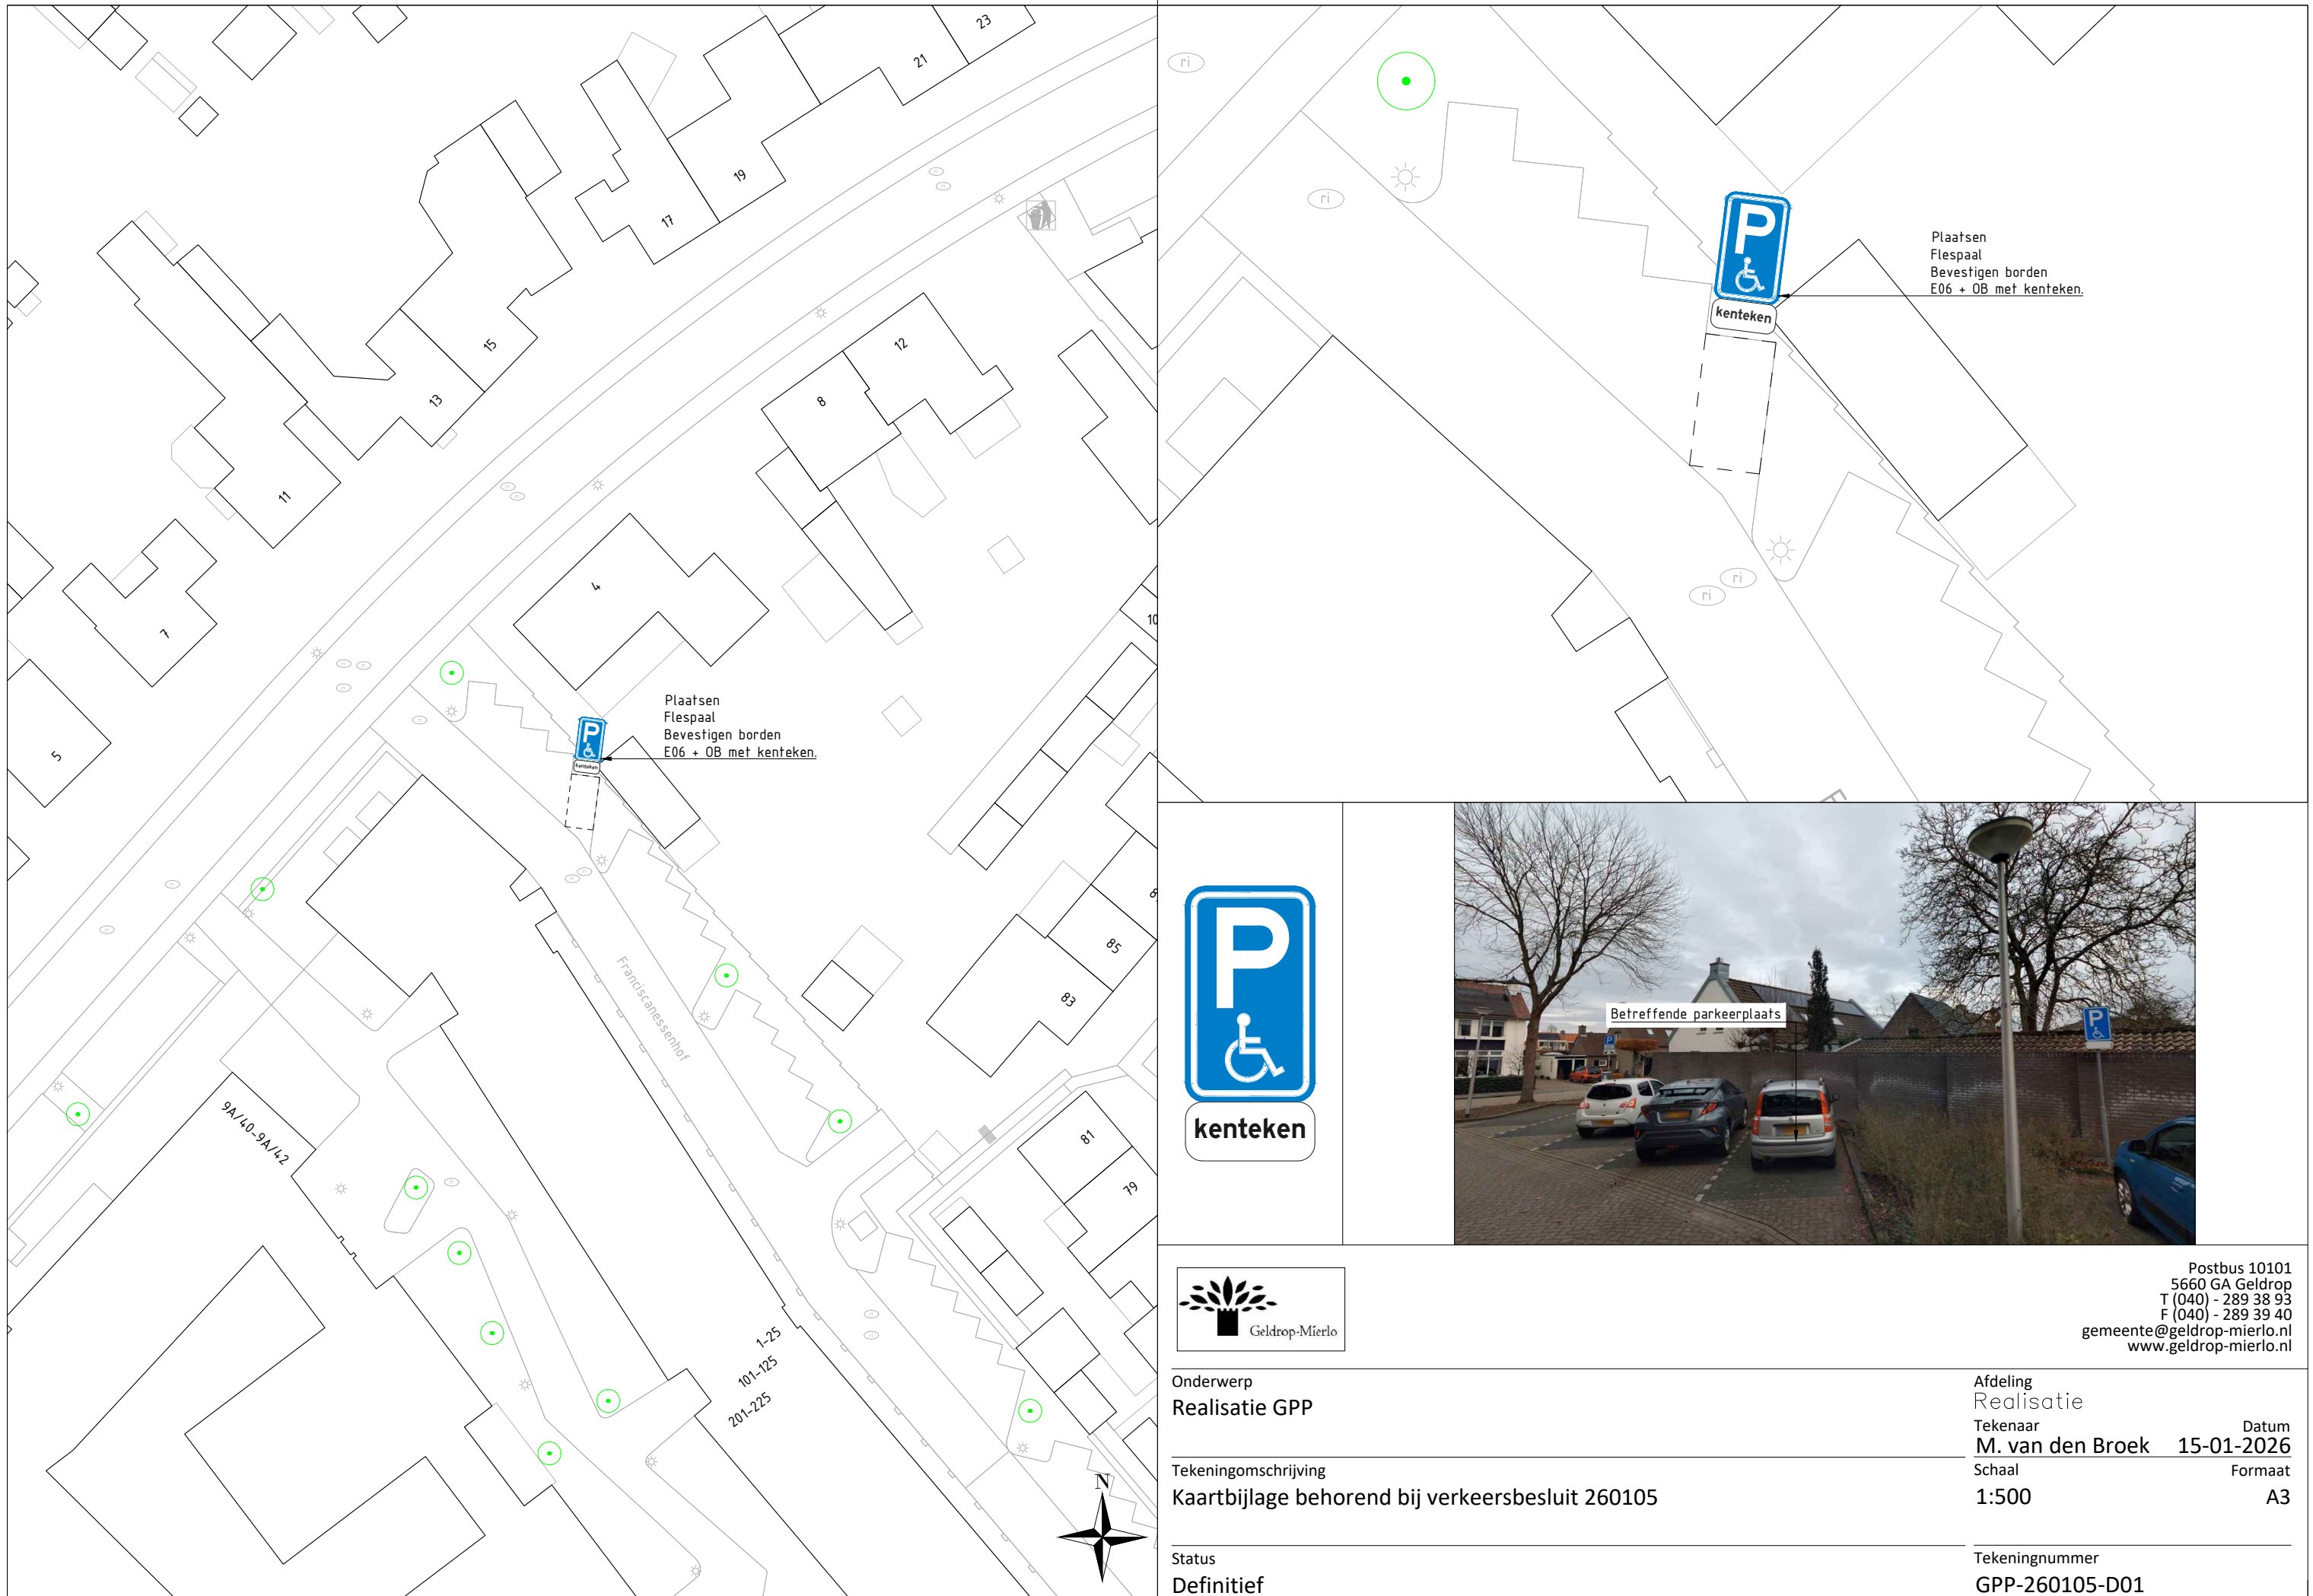 23
21
19
17
15
13
11
7
5
12
8
4
10
Plaatsen
Flespaal
Bevestigen borden
E06 + OB met kenteken.
P
kenteken
85
83
81
79
Franciscanessenhof
9A/40-9A/42
1-25
101-125
201-225
N
ri
ri
P
kenteken
Plaatsen
Flespaal
Bevestigen borden
E06 + OB met kenteken.
ri
ri
P
kenteken
Betreffende parkeerplaats
P
P
Geldrop-Mierlo
Postbus 10101
5660 GA Geldrop
T (040) - 289 38 93
F (040) - 289 39 40
gemeente@geldrop-mierlo.nl
www.geldrop-mierlo.nl
Onderwerp
Realisatie GPP
Afdeling
Realisatie
Tekenaar Datum
M. van den Broek 15-01-2026
Tekeningomschrijving
Kaartbijlage behorend bij verkeersbesluit 260105
Schaal Formaat
1:500 A3
Status
Definitief
Tekeningnummer
GPP-260105-D01